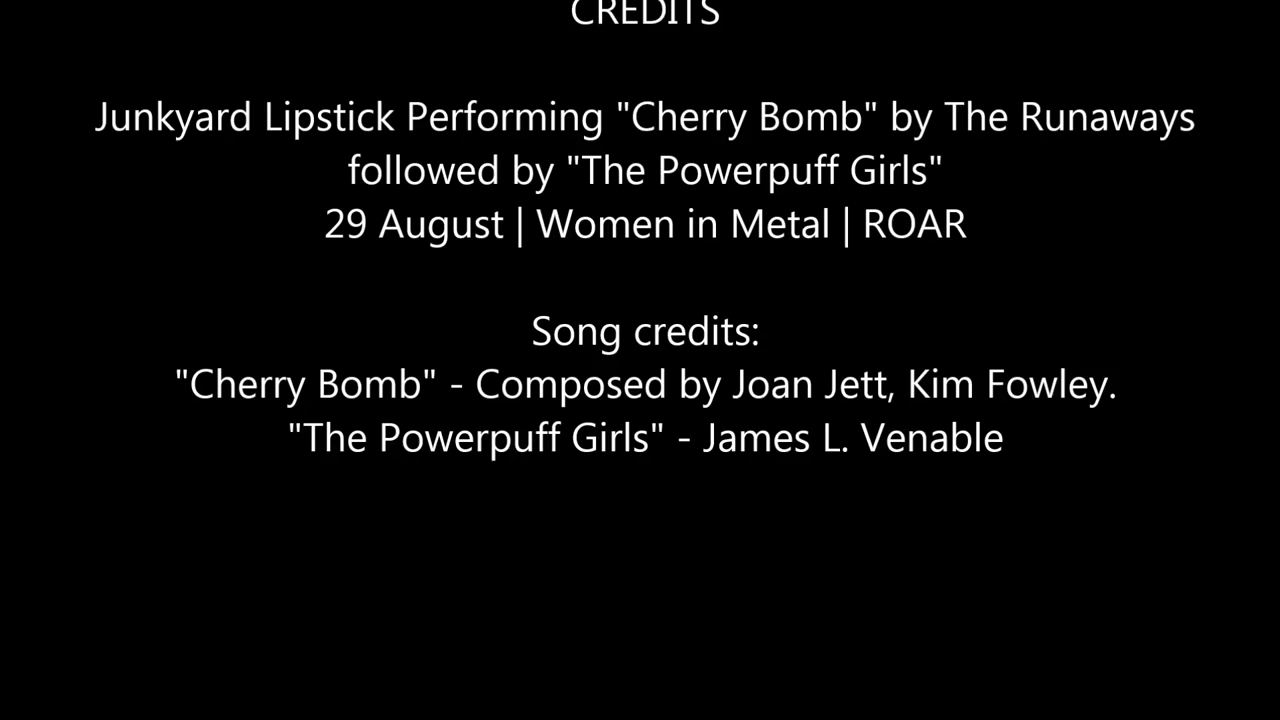 CREDITS
Junkyard Lipstick Performing "Cherry Bomb" by The Runaways
followed by "The Powerpuff Girls"
29 August | Women in Metal | ROAR
Song credits:
"Cherry Bomb" - Composed by Joan Jett, Kim Fowley.
"The Powerpuff Girls" - James L. Venable